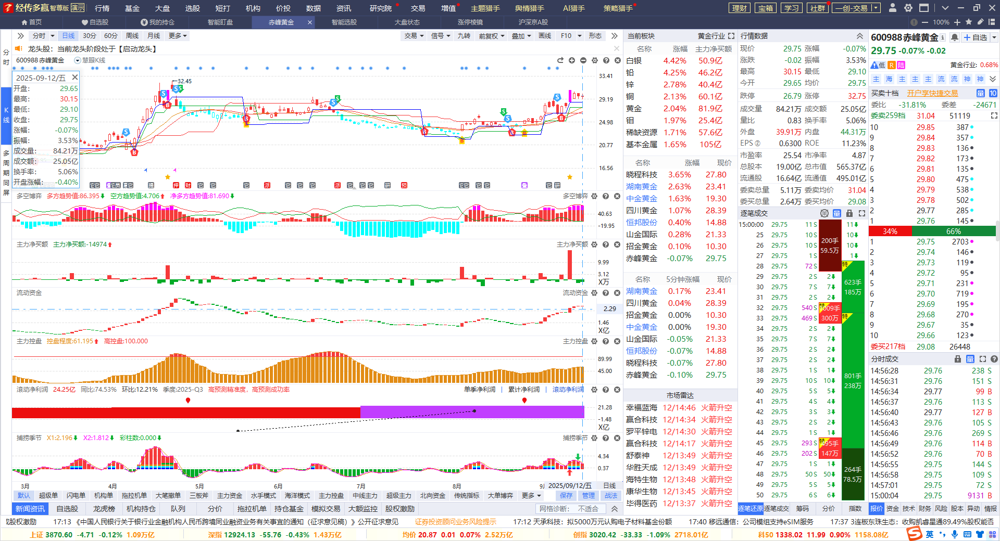 经传多赢 智尊版 演示 行情 基金 大盘 选股 短打 机构 价投 数据 资讯 研究院 交易 增值 主题猎手 舆情猎手 AI猎手 策略猎手 理财 宝箱 学习 社群 一创-交易
首页 自选股 我的持仓 智能盯盘 赤峰黄金 智能选股 大盘状态 涨停棱镜 沪深京A股 100%
分时 日线 30分 60分 周线 月线 更多 交易 信号 九转 前复权 叠加 画线 F10 形态
龙头股：当前龙头阶段处于【启动龙头】
600988 赤峰黄金 慧眼K线
分时
K线
多周期同屏
2025-09-12/五
开盘: 29.65
最高: 30.15
最低: 29.10
收盘: 29.75
涨幅: -0.07%
振幅: 3.53%
成交量: 84.21万
成交额: 25.05亿
换手率: 5.06%
开盘涨幅: -0.40%
32.45
33.41
29.19
24.98
20.77
16.56
多空博弈 多方趋势值:86.395 空方趋势值:4.706 净多方趋势值:81.690 多空博弈
40.63
-19.95
主力净买额 主力净买额:-14974 主力净买额
9.99
3.12
X万
流动资金 流动资金
2.29
1.46
X亿
主力控盘 控盘程度:61.195 高控盘:100.000 主力控盘
89.99
45.00
滚动净利润 24.25亿 同比:74.53% 环比:12.21% 季度:2025-Q3 高预测精准度，高预测成功率 单季净利润 | 累计净利润 | 滚动净利润
21.28
-1.48
X亿
捕捞季节 X1:2.196 X2:1.812 彩柱数:0.000 捕捞季节
4.34
0.37
3月 4月 5月 6月 7月 8月 9月 2025/09/12/五 日线
默认 超级单 闪电单 机构单 拖拉机单 大笔撤单 三板斧 主力资金 水手模式 海洋模式 主力控盘 中线主力 超级主力 北向资金 传统指标 大单博弈 更多 保存 管理 战法
新闻资讯 自选股 龙虎榜 机构持仓 队列 分价 拖拉机单 持仓基金 模拟交易 大额监控 股权激励 网格诊断: 不适合
当前板块 黄金行业
名称 涨幅 主力净买额
白银 4.42% 50.9亿
铅 4.25% 46.2亿
锌 2.78% 40.4亿
铜 2.13% 60.1亿
黄金 2.04% 81.9亿
钼 1.97% 25.4亿
稀缺资源 1.71% 57.6亿
基本金属 1.65% 105亿
名称 涨幅 现价
晓程科技 3.65% 27.80
湖南黄金 2.63% 23.41
中金黄金 1.63% 19.30
四川黄金 1.07% 28.39
恒邦股份 0.40% 14.88
山金国际 0.28% 21.33
招金黄金 0.10% 10.30
赤峰黄金 -0.07% 29.75
名称 5分钟涨幅 现价
湖南黄金 0.17% 23.41
四川黄金 0.04% 28.39
招金黄金 0.00% 10.30
中金黄金 0.00% 19.30
山金国际 -0.05% 21.33
恒邦股份 -0.07% 14.88
晓程科技 -0.07% 27.80
赤峰黄金 -0.10% 29.75
市场雷达
幸福蓝海 12/14:46 火箭升空
赢合科技 12/14:34 火箭升空
罗平锌电 12/14:30 火箭升空
赢合科技 12/14:17 火箭升空
舒泰神 12/13:49 火箭升空
华胜天成 12/13:49 火箭升空
海特生物 12/13:48 火箭升空
康华生物 12/13:45 火箭升空
毕得医药 12/13:37 火箭升空
行情数据
现价 29.75 涨幅 -0.07%
涨跌 -0.02 振幅 3.53%
最高 30.15 最低 29.10
今开 29.65 均价 29.75
跌停 26.79 涨停 32.75
成交量 84.21万 成交额 25.05亿
量比 0.83 换手率 5.06%
外盘 39.91万 内盘 44.31万
EPS② 0.6300 ROE 11.23%
市盈率 25.54 市净率 4.87
总股本 19.00亿 总市值 565.37亿
流通股 16.64亿 流通值 495.01亿
委卖总量 5.11万 委卖均价 31.04
委买总量 2.64万 委买均价 29.08
逐笔成交 单 量
15:00:00 29.75 11 S 11
25 29.75 10 S 10
26 29.75 10 S 10
27 29.75 1 S 1
28 29.75 72 S
29 29.75 2 S 2
30 29.75 7 S 7
31 29.75 2 S 2
32 29.75 540 S
33 29.75 469 S
34 29.75 2 S 2
35 29.75 7 S 7
36 29.75 2 S 2
37 29.75 2 S 2
38 29.75 1 S 1
39 29.75 10 S 10
40 29.75 5 S 5
41 29.75 4 S 4
42 29.75 3 S 3
43 29.75 2 S 2
44 29.75 1 S 1
45 29.75 293 S
46 29.75 202 S
47 29.75 1 S 1
48 29.75 50 S 50
49 29.75 5 S 5
50 29.75 6 S 6
200手
59.5万
特
623手
185万
特 1009手
300万
特
801手
238万
特 495手
147万
264手
78.5万
逐笔还原 逐笔成交 筹码 分价 指数
600988 赤峰黄金 自选
29.75 -0.07% -0.02
低 R 陆 黄金行业: 0.68%
主 海 主 主 主 流 流 神 神
买卖十档 开户享快捷交易 量 10
委比 -31.81% 委差 -24671
委卖259档 31.04 51119
10 29.85 387
9 29.84 357
8 29.83 136
7 29.82 173
6 29.81 135
5 29.80 475
4 29.79 538
3 29.78 502
2 29.77 285
1 29.76 145
34% 66%
1 29.75 2703
2 29.74 146
3 29.73 119
4 29.72 95
5 29.71 231
6 29.70 719
7 29.69 195
8 29.68 270
9 29.67 35
10 29.66 123
委买217档 29.08 26448
分时成交 量
14:56:28 29.76 238 S
14:56:31 29.76 151 S
14:56:34 29.77 99 B
14:56:37 29.76 113 S
14:56:40 29.77 127 B
14:56:43 29.76 105 S
14:56:46 29.76 269 S
14:56:49 29.76 114 B
14:56:52 29.76 70 B
14:56:55 29.76 144 S
14:56:58 29.76 109 S
14:57:01 29.75 72 S
15:00:04 29.75 9131 B
报价 资金 技术 财务 风险 股本 异动 情报
股权激励 17:13 《中国人民银行关于银行业金融机构人民币跨境同业融资业务有关事宜的通知（征求意见稿）》公开征求意见 证券投资顾问业务风险提示 17:12 天承科技：拟5000万元认购电子材料基金份额 17:40 移远通信：公司模组支持eSIM服务 17:37 3连板东珠生态：收购凯睿星通89.49%股权能否
上证 3870.60 -4.71 -0.12% 1.09万亿 深指 12924.13 -55.76 -0.43% 1.43万亿 均价 20.87 0.01 0.07% 2.52万亿 创指 3020.42 -33.33 -1.09% 2718.01亿 科50 1338.02 11.99 0.90% 1158.08亿 英